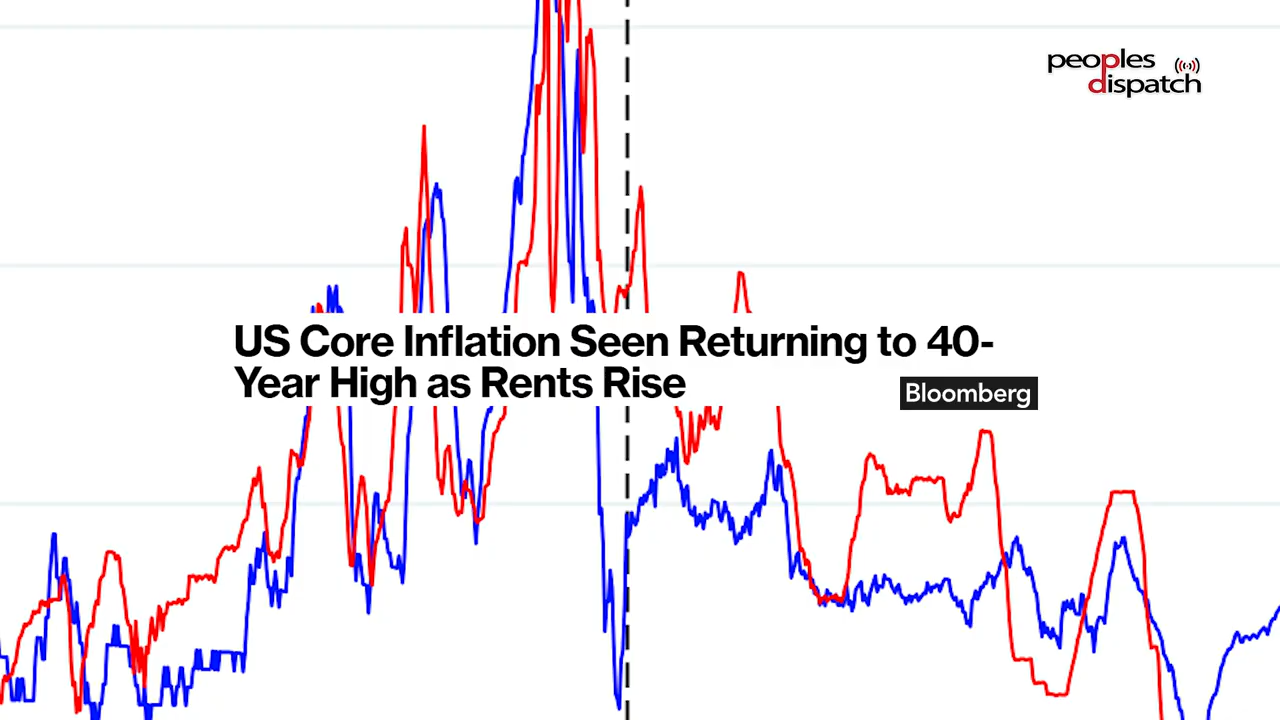 peoples
dispatch
US Core Inflation Seen Returning to 40-
Year High as Rents Rise
Bloomberg